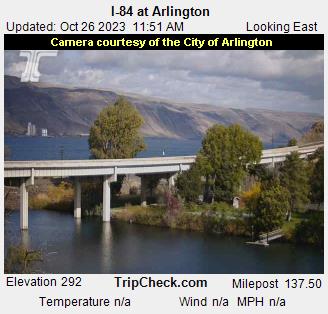 I-84 at Arlington
Updated: Oct 26 2023 11:51 AM Looking East
Camera courtesy of the City of Arlington
Elevation 292 TripCheck.com Milepost 137.50
Temperature n/a Wind n/a MPH n/a